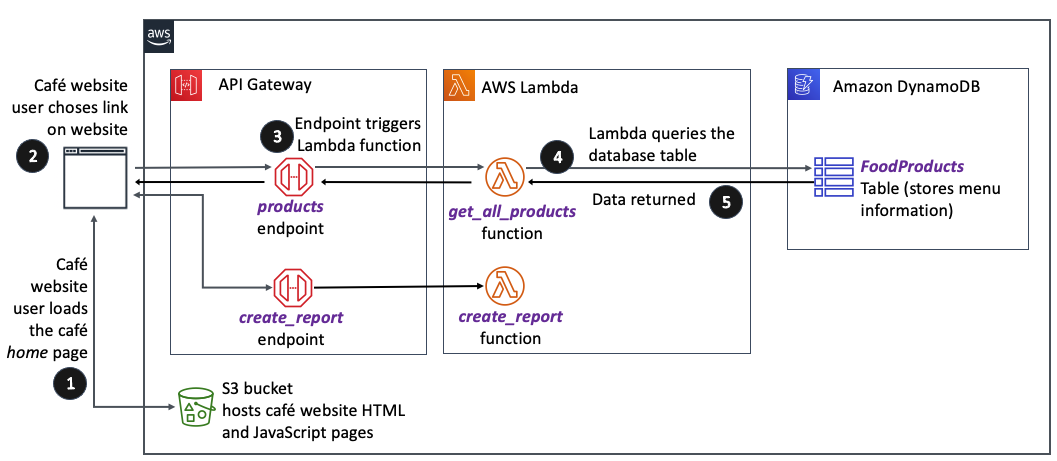 aws
Café website
user choses link
on website
2
API Gateway
3
Endpoint triggers
Lambda function
products
endpoint
create_report
endpoint
AWS Lambda
4
Lambda queries the
database table
Data returned
5
get_all_products
function
create_report
function
Amazon DynamoDB
FoodProducts
Table (stores menu
information)
Café
website
user loads
the café
home page
1
S3 bucket
hosts café website HTML
and JavaScript pages